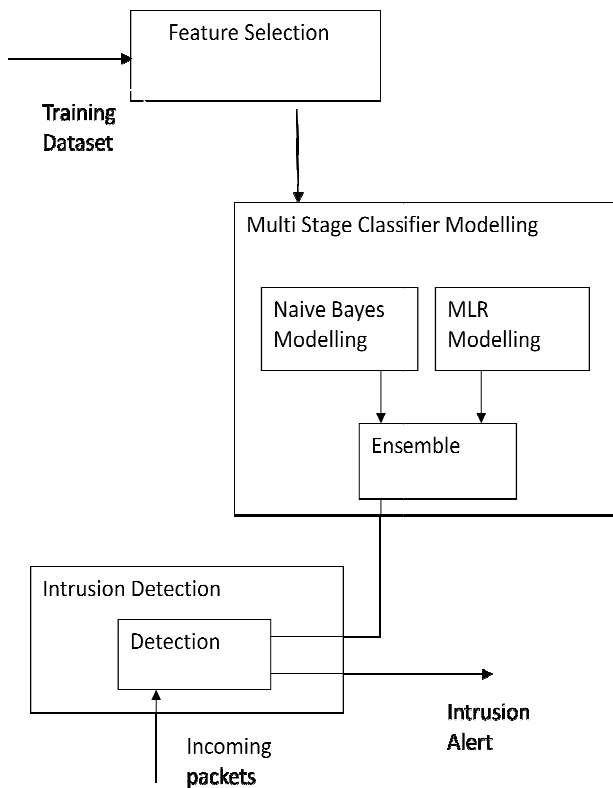 Feature Selection
Training
Dataset
Multi Stage Classifier Modelling
Naive Bayes
Modelling
MLR
Modelling
Ensemble
Intrusion Detection
Detection
Intrusion
Alert
Incoming
packets